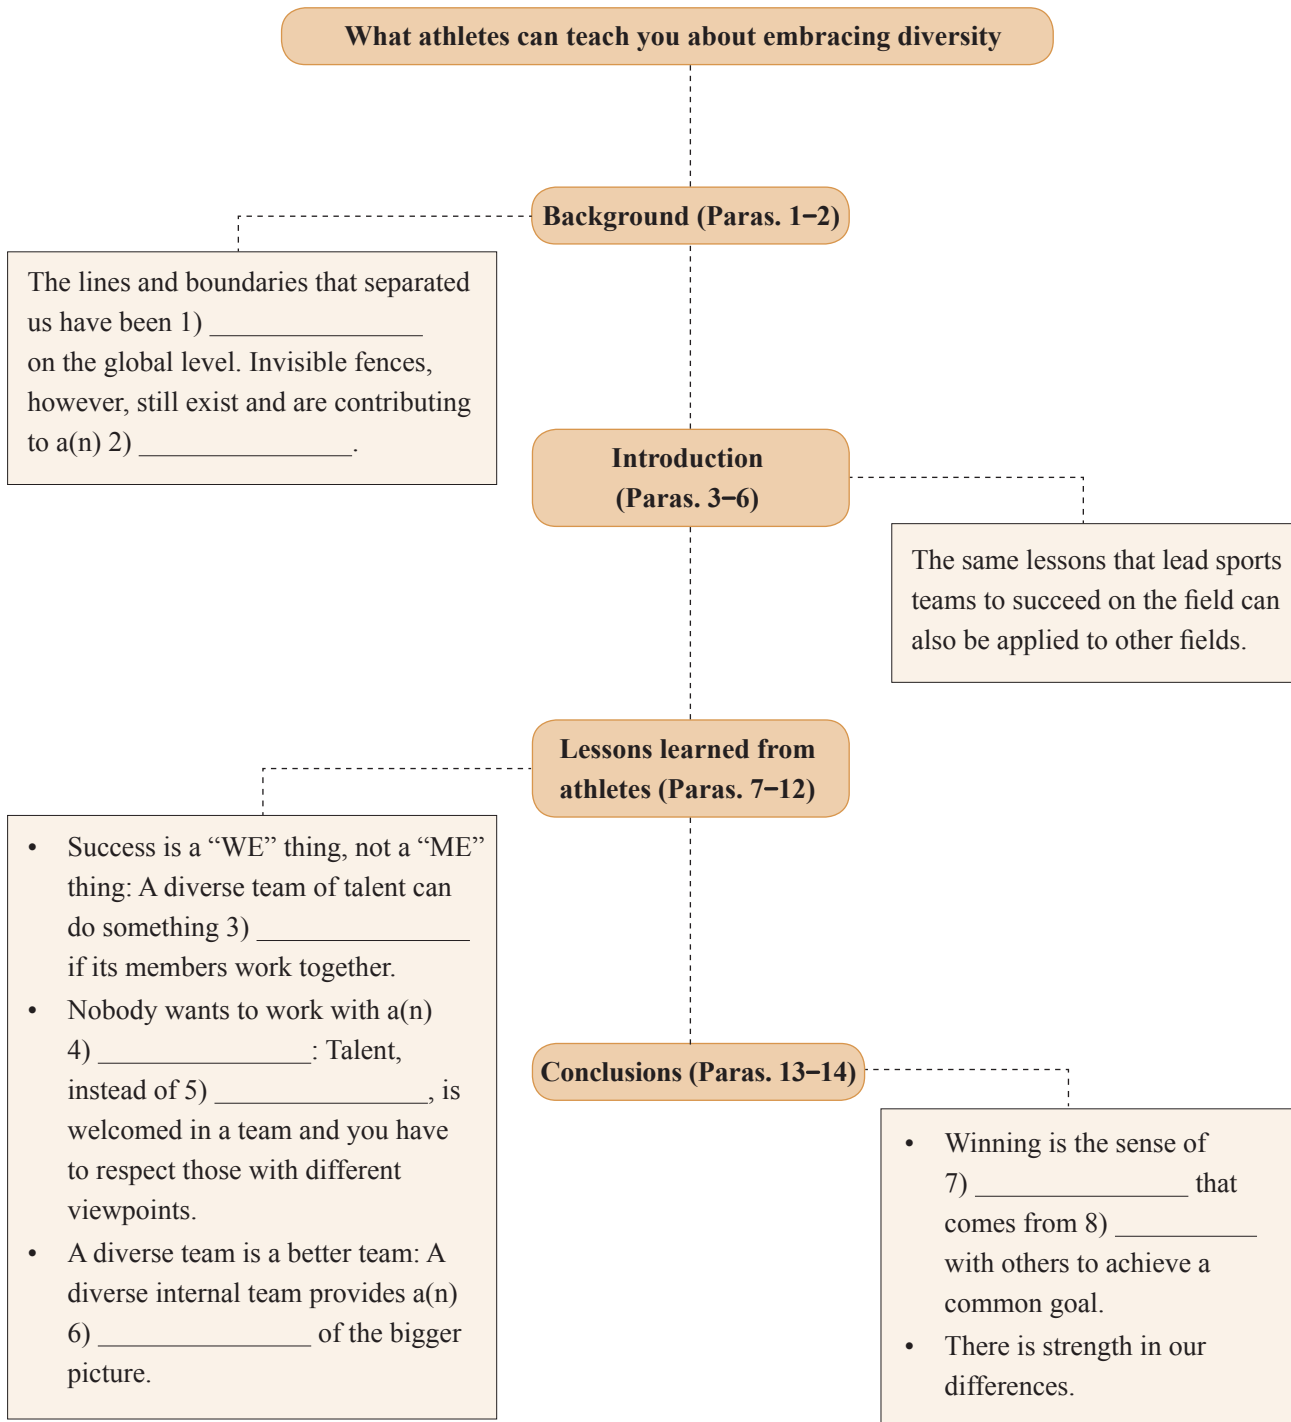 What athletes can teach you about embracing diversity
Background (Paras. 1–2)
The lines and boundaries that separated
us have been 1) _______________
on the global level. Invisible fences,
however, still exist and are contributing
to a(n) 2) _______________.
Introduction
(Paras. 3–6)
The same lessons that lead sports
teams to succeed on the field can
also be applied to other fields.
Lessons learned from
athletes (Paras. 7–12)
• Success is a “WE” thing, not a “ME”
thing: A diverse team of talent can
do something 3) _______________
if its members work together.
• Nobody wants to work with a(n)
4) _______________: Talent,
instead of 5) _______________, is
welcomed in a team and you have
to respect those with different
viewpoints.
• A diverse team is a better team: A
diverse internal team provides a(n)
6) _______________ of the bigger
picture.
Conclusions (Paras. 13–14)
• Winning is the sense of
7) _______________ that
comes from 8) __________
with others to achieve a
common goal.
• There is strength in our
differences.